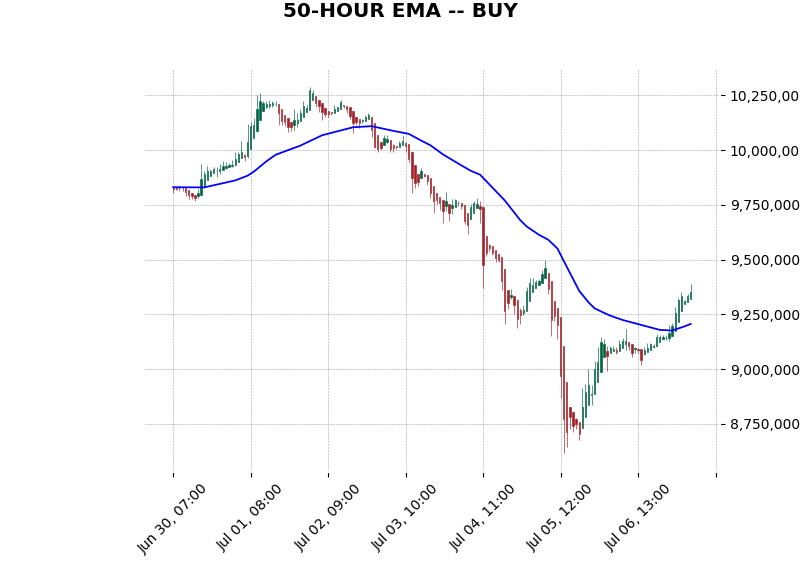 50-HOUR EMA -- BUY
10,250,00
10,000,00
9,750,000
9,500,000
9,250,000
9,000,000
8,750,000
Jun 30, 07:00
Jul 01, 08:00
Jul 02, 09:00
Jul 03, 10:00
Jul 04, 11:00
Jul 05, 12:00
Jul 06, 13:00